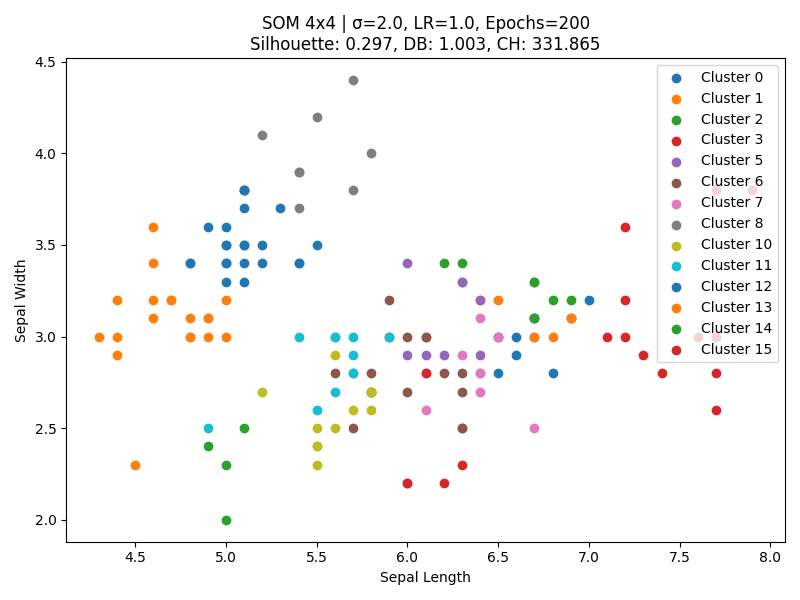 SOM 4x4 | σ=2.0, LR=1.0, Epochs=200
Silhouette: 0.297, DB: 1.003, CH: 331.865
4.5
4.0
3.5
3.0
2.5
2.0
Sepal Width
Cluster 0
Cluster 1
Cluster 2
Cluster 3
Cluster 5
Cluster 6
Cluster 7
Cluster 8
Cluster 10
Cluster 11
Cluster 12
Cluster 13
Cluster 14
Cluster 15
4.5 5.0 5.5 6.0 6.5 7.0 7.5 8.0
Sepal Length